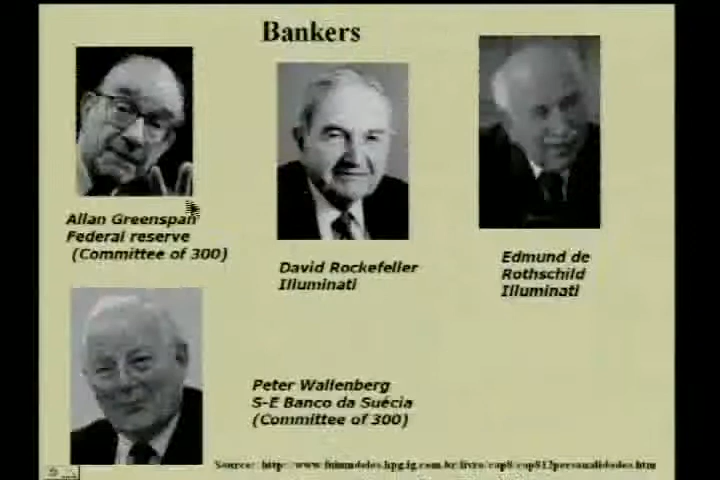 Bankers
Allan Greenspan
Federal reserve
(Committee of 300)
David Rockefeller
Illuminati
Edmund de
Rothschild
Illuminati
Peter Wallenberg
S-E Banco da Suécia
(Committee of 300)
Source: